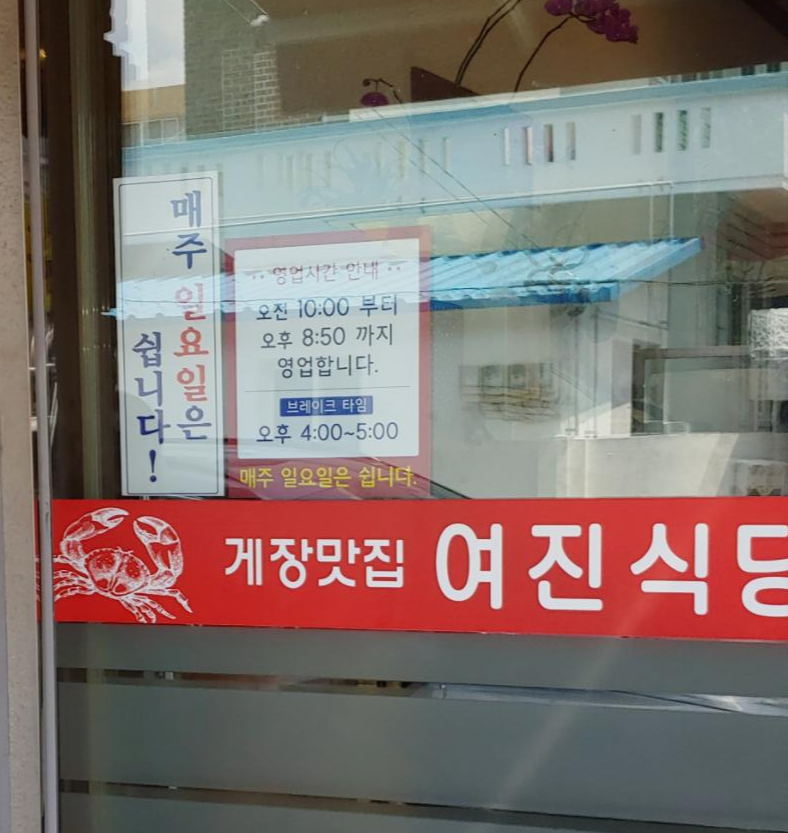 매주 일요일은
쉽니다!
·· 영업시간 안내 ··
오전 10:00 부터
오후 8:50 까지
영업합니다.
브레이크 타임
오후 4:00~5:00
매주 일요일은 쉽니다.
게장맛집 여진식당